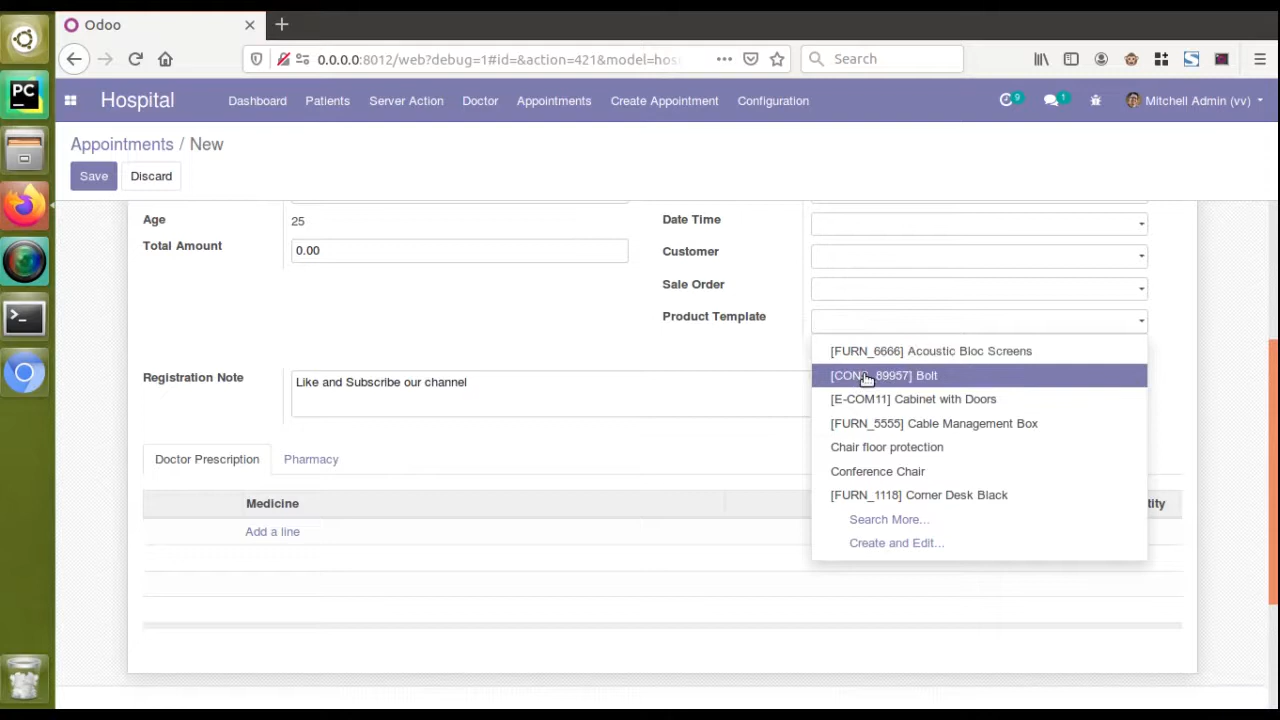 Odoo
0.0.0.0:8012/web?debug=1#id=&action=421&model=hos
Search
Hospital
Dashboard
Patients
Server Action
Doctor
Appointments
Create Appointment
Configuration
9
1
Mitchell Admin (vv)
Appointments / New
Save
Discard
Age
25
Total Amount
0.00
Date Time
Customer
Sale Order
Product Template
[FURN_6666] Acoustic Bloc Screens
89957] Bolt
[E-COM11] Cabinet with Doors
[FURN_5555] Cable Management Box
Chair floor protection
Conference Chair
[FURN_1118] Corner Desk Black
Search More...
Create and Edit...
Registration Note
Like and Subscribe our channel
Doctor Prescription
Pharmacy
Medicine
tity
Add a line
PC
>_